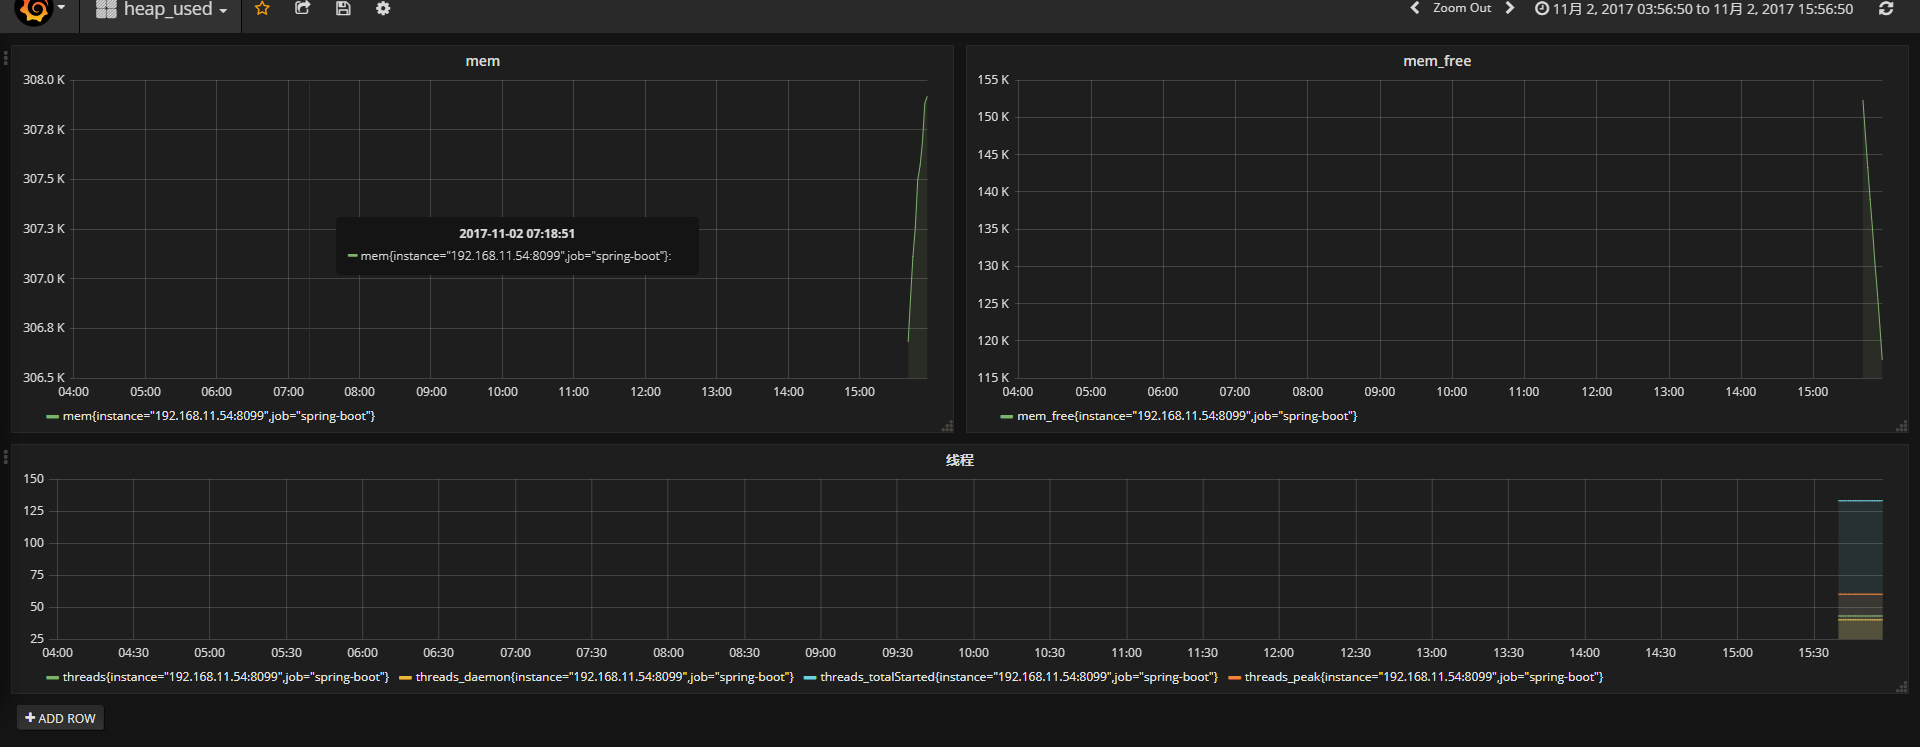 heap_used
Zoom Out
11月 2, 2017 03:56:50 to 11月 2, 2017 15:56:50
mem
308.0 K
307.8 K
307.5 K
307.3 K
307.0 K
306.8 K
306.5 K
2017-11-02 07:18:51
mem{instance="192.168.11.54:8099",job="spring-boot"}:
04:00 05:00 06:00 07:00 08:00 09:00 10:00 11:00 12:00 13:00 14:00 15:00
mem{instance="192.168.11.54:8099",job="spring-boot"}
mem_free
155 K
150 K
145 K
140 K
135 K
130 K
125 K
120 K
115 K
04:00 05:00 06:00 07:00 08:00 09:00 10:00 11:00 12:00 13:00 14:00 15:00
mem_free{instance="192.168.11.54:8099",job="spring-boot"}
线程
150
125
100
75
50
25
04:00 04:30 05:00 05:30 06:00 06:30 07:00 07:30 08:00 08:30 09:00 09:30 10:00 10:30 11:00 11:30 12:00 12:30 13:00 13:30 14:00 14:30 15:00 15:30
threads{instance="192.168.11.54:8099",job="spring-boot"} threads_daemon{instance="192.168.11.54:8099",job="spring-boot"} threads_totalStarted{instance="192.168.11.54:8099",job="spring-boot"} threads_peak{instance="192.168.11.54:8099",job="spring-boot"}
ADD ROW